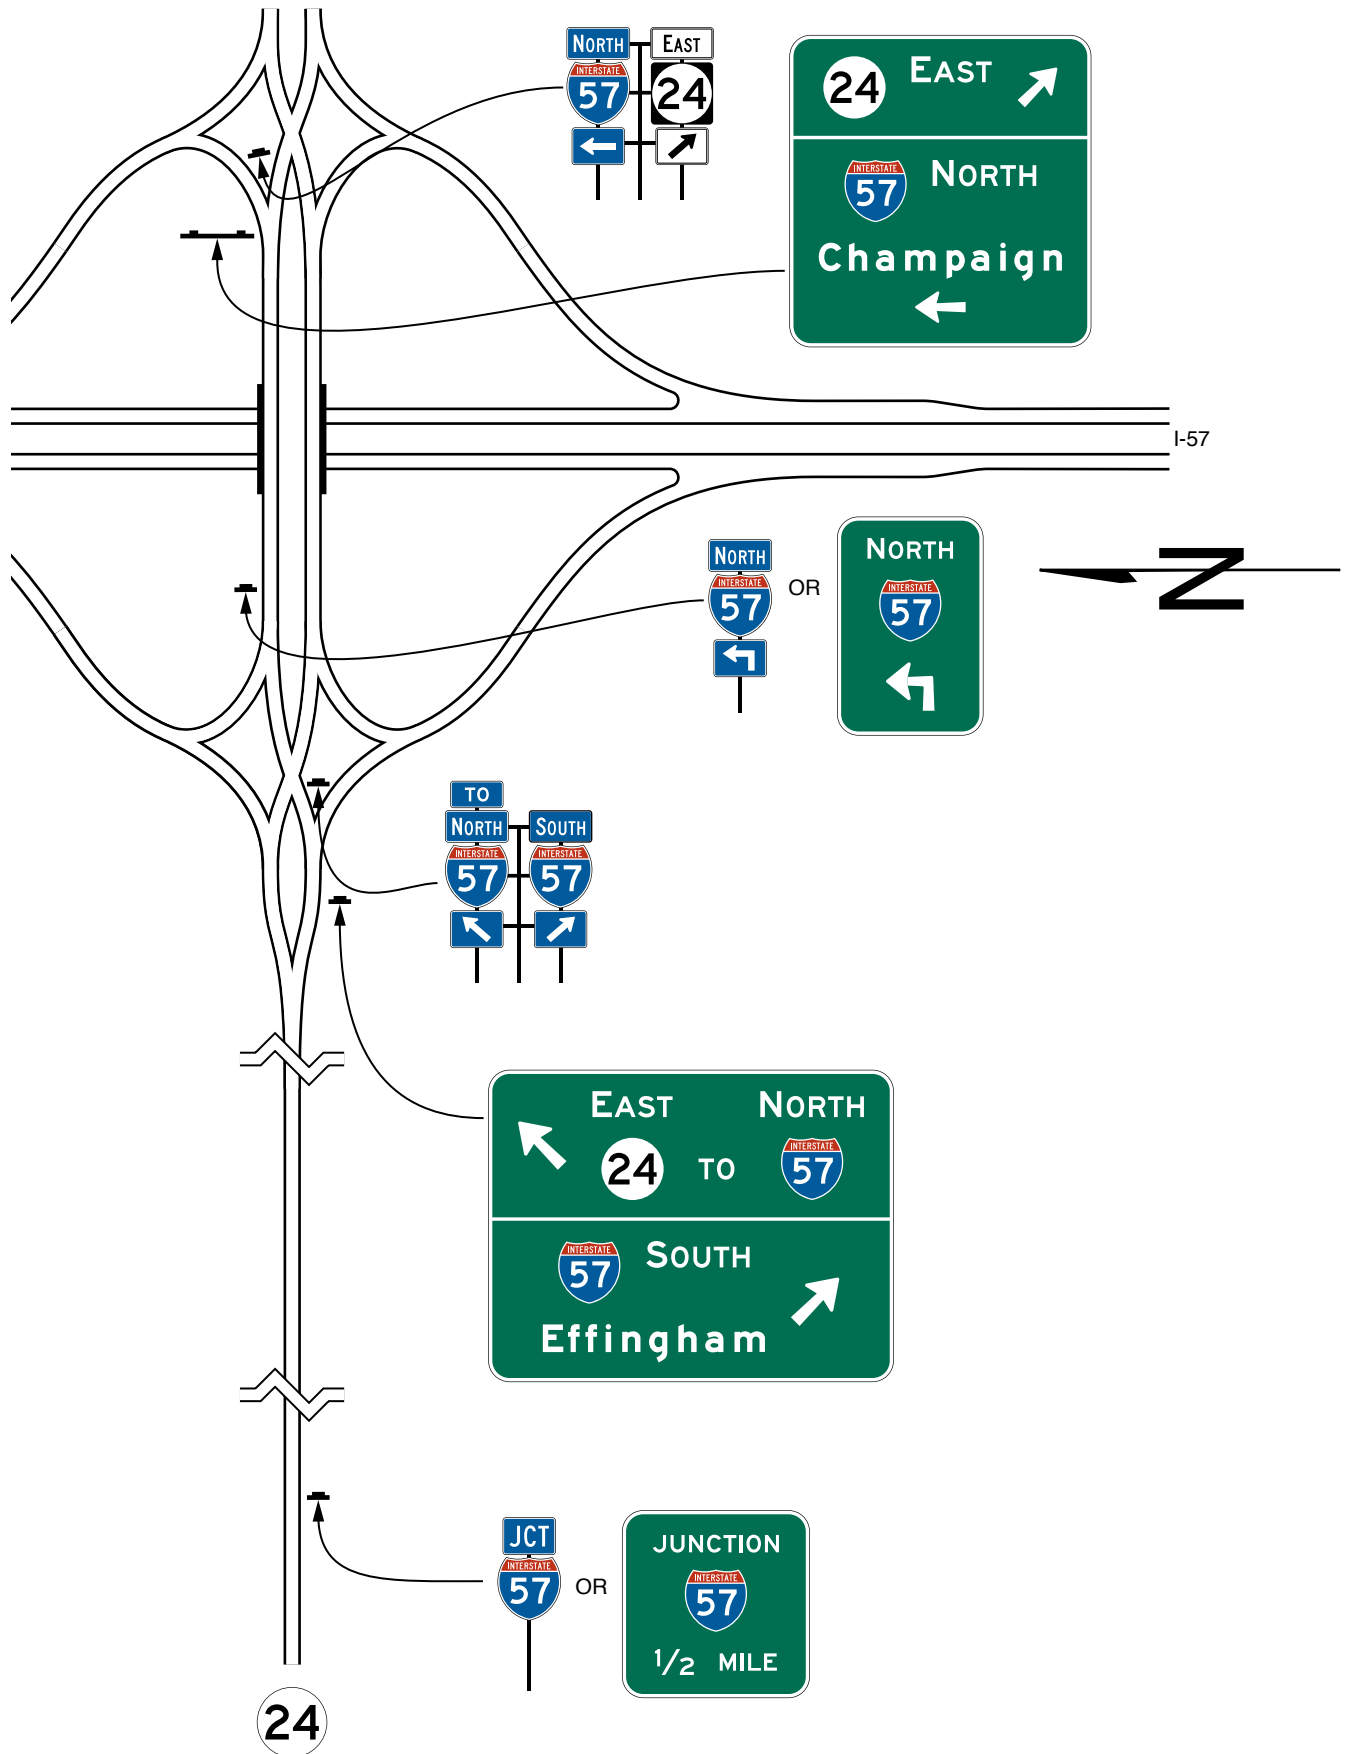 NORTH
INTERSTATE
57
EAST
24
24 EAST
INTERSTATE
57
NORTH
Champaign
I-57
NORTH
INTERSTATE
57
OR
NORTH
INTERSTATE
57
N
TO
NORTH
INTERSTATE
57
SOUTH
INTERSTATE
57
EAST
24
TO
NORTH
INTERSTATE
57
INTERSTATE
57
SOUTH
Effingham
JCT
INTERSTATE
57
OR
JUNCTION
INTERSTATE
57
1/2 MILE
24